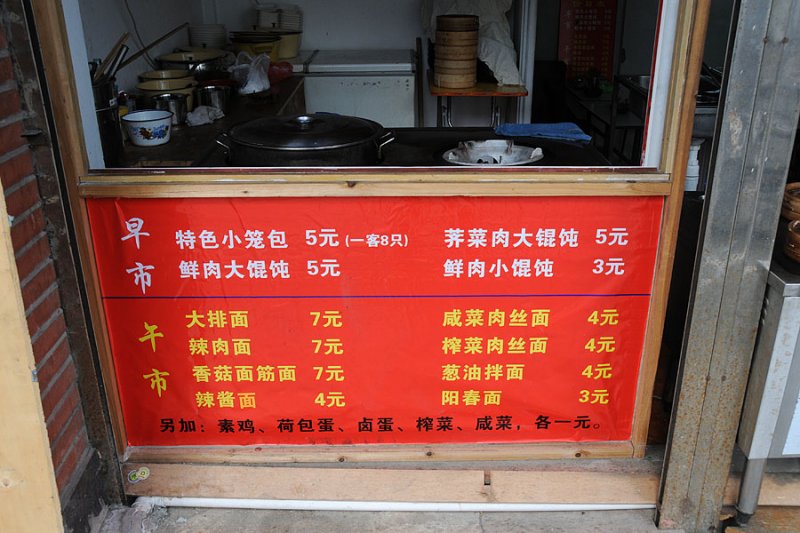 早市
特色小笼包 5元 (一客8只) 荠菜肉大馄饨 5元
鲜肉大馄饨 5元 鲜肉小馄饨 3元
午市
大排面 7元 咸菜肉丝面 4元
辣肉面 7元 榨菜肉丝面 4元
香菇面筋面 7元 葱油拌面 4元
辣酱面 4元 阳春面 3元
另加：素鸡、荷包蛋、卤蛋、榨菜、咸菜，各一元。